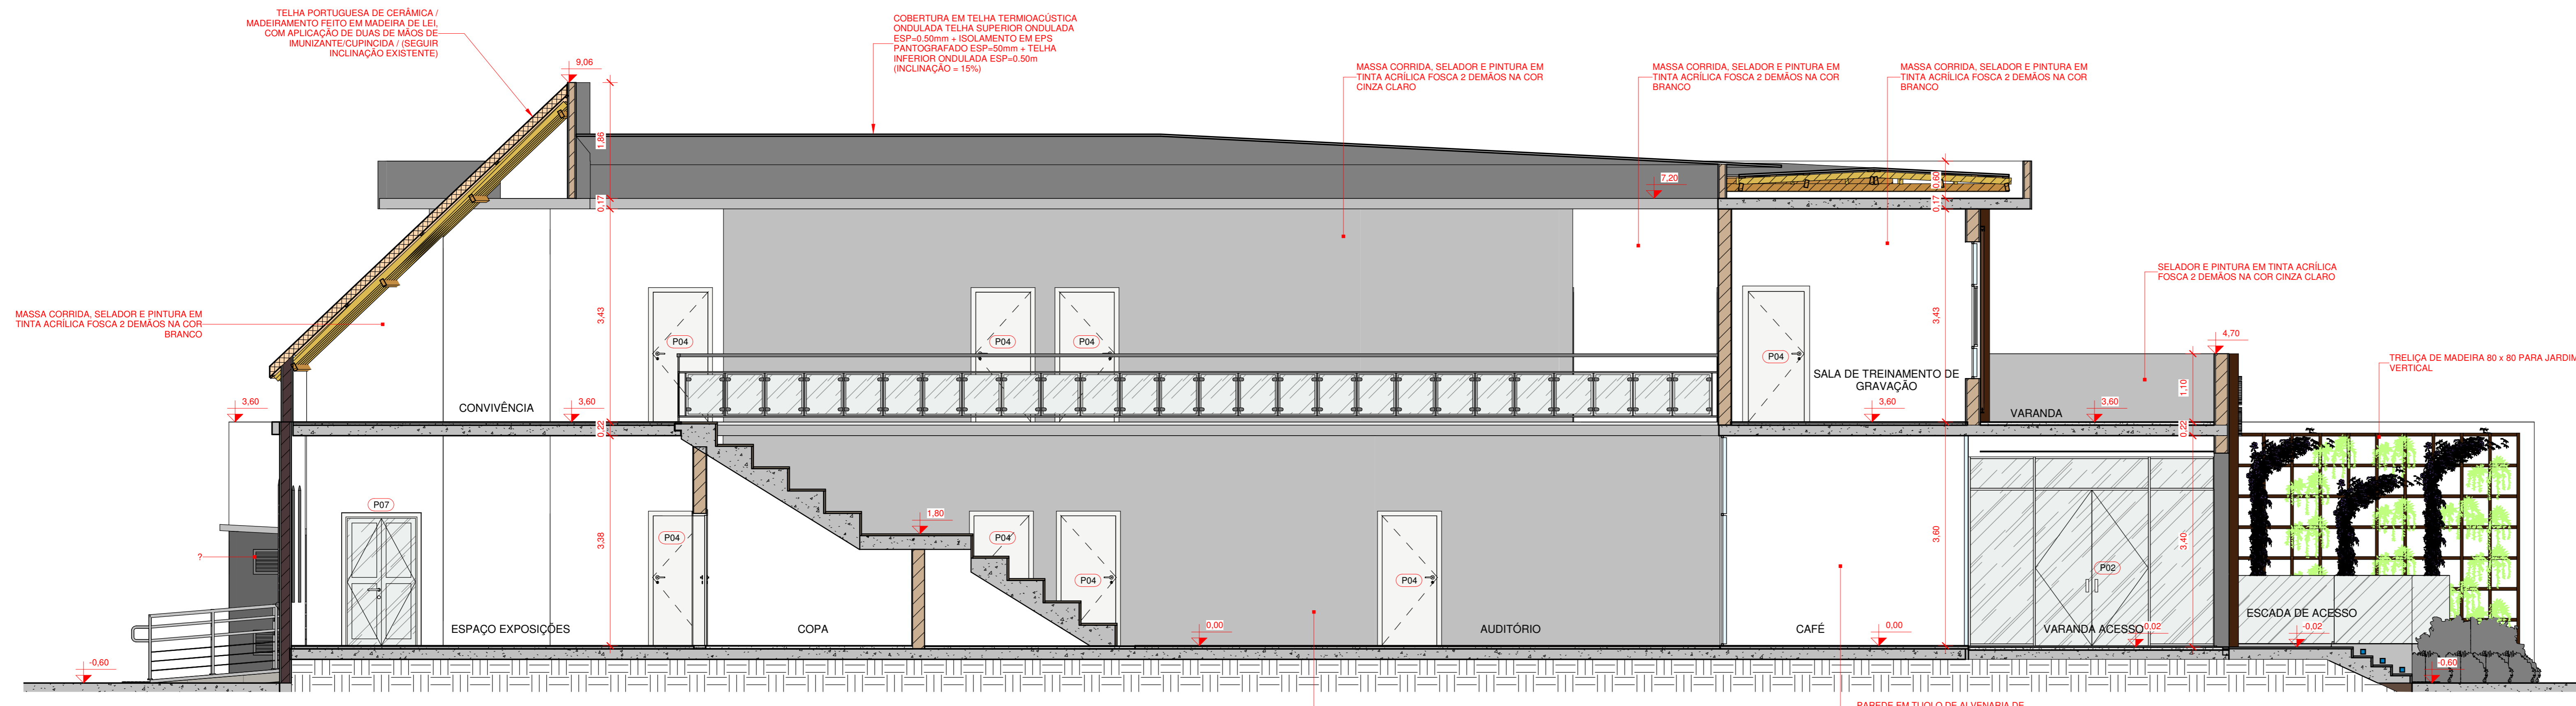 TELHA PORTUGUESA DE CERÂMICA /
MADEIRAMENTO FEITO EM MADEIRA DE LEI,
COM APLICAÇÃO DE DUAS DE MÃOS DE
IMUNIZANTE/CUPINCIDA / (SEGUIR
INCLINAÇÃO EXISTENTE)
COBERTURA EM TELHA TERMIOACÚSTICA
ONDULADA TELHA SUPERIOR ONDULADA
ESP=0.50mm + ISOLAMENTO EM EPS
PANTOGRAFADO ESP=50mm + TELHA
INFERIOR ONDULADA ESP=0.50m
(INCLINAÇÃO = 15%)
MASSA CORRIDA, SELADOR E PINTURA EM
TINTA ACRÍLICA FOSCA 2 DEMÃOS NA COR
CINZA CLARO
MASSA CORRIDA, SELADOR E PINTURA EM
TINTA ACRÍLICA FOSCA 2 DEMÃOS NA COR
BRANCO
MASSA CORRIDA, SELADOR E PINTURA EM
TINTA ACRÍLICA FOSCA 2 DEMÃOS NA COR
BRANCO
9,06
1,86
0,17
7,20
0,60
0,17
SELADOR E PINTURA EM TINTA ACRÍLICA
FOSCA 2 DEMÃOS NA COR CINZA CLARO
MASSA CORRIDA, SELADOR E PINTURA EM
TINTA ACRÍLICA FOSCA 2 DEMÃOS NA COR
BRANCO
3,43
3,43
4,70
P04
P04
P04
P04
TRELIÇA DE MADEIRA 80 x 80 PARA JARDIM
VERTICAL
SALA DE TREINAMENTO DE
GRAVAÇÃO
1,10
3,60
CONVIVÊNCIA
3,60
3,60
VARANDA
3,60
0,22
0,22
P07
1,80
P04
P04
P04
P04
3,38
3,60
3,40
?
P02
ESPAÇO EXPOSIÇÕES
COPA
0,00
AUDITÓRIO
CAFÉ
0,00
VARANDA ACESSO
0,02
ESCADA DE ACESSO
-0,02
-0,60
-0,60
PAREDE EM TIJOLO DE ALVENARIA DE